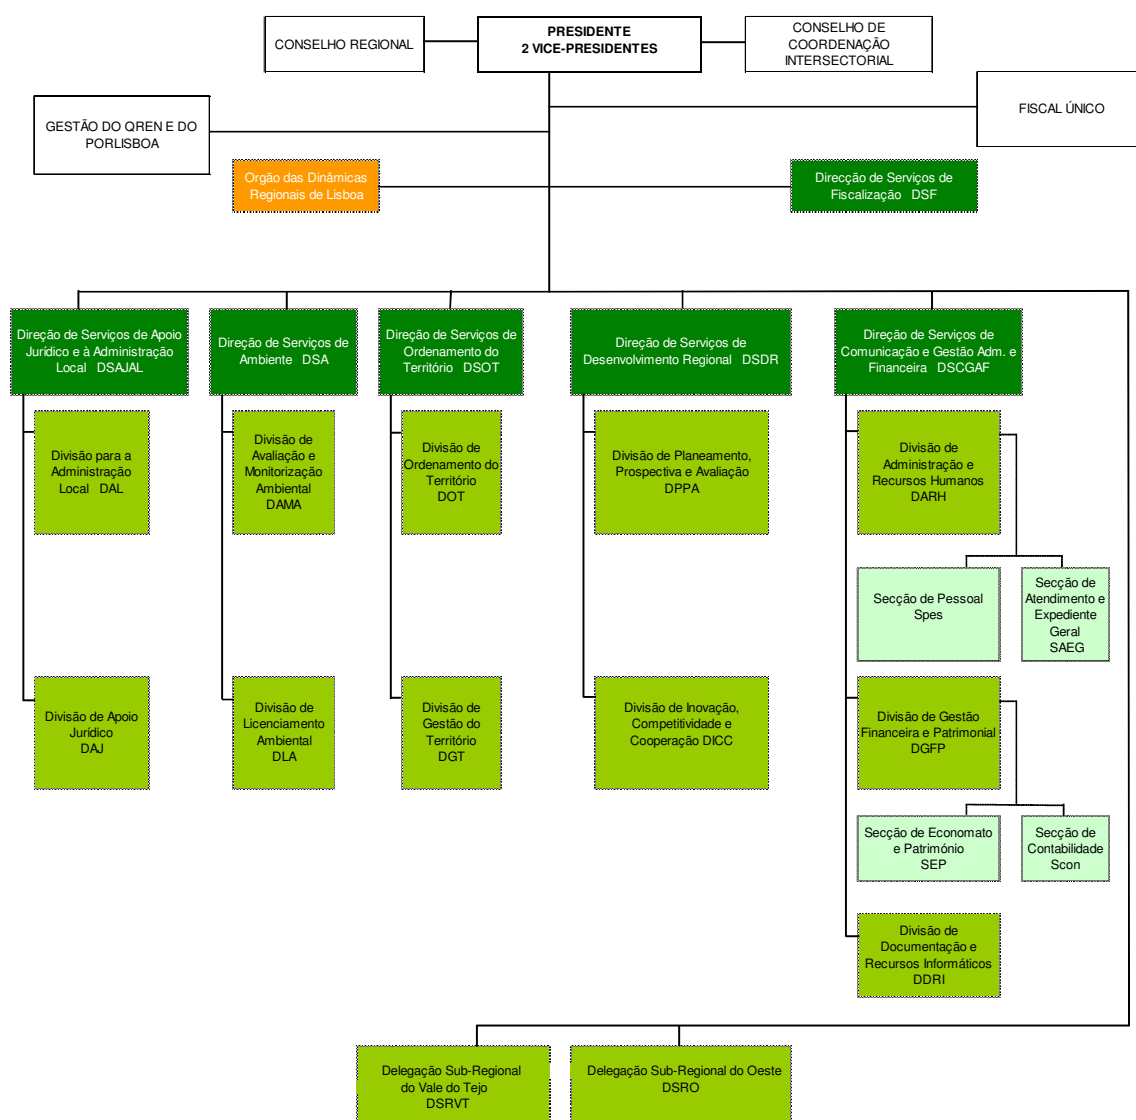 CONSELHO REGIONAL
PRESIDENTE
2 VICE-PRESIDENTES
CONSELHO DE
COORDENAÇÃO
INTERSECTORIAL
GESTÃO DO QREN E DO
PORLISBOA
FISCAL ÚNICO
Orgão das Dinâmicas
Regionais de Lisboa
Direcção de Serviços de
Fiscalização DSF
Direção de Serviços de Apoio
Jurídico e à Administração
Local DSAJAL
Direção de Serviços de
Ambiente DSA
Direção de Serviços de
Ordenamento do
Território DSOT
Direção de Serviços de
Desenvolvimento Regional DSDR
Direção de Serviços de
Comunicação e Gestão Adm. e
Financeira DSCGAF
Divisão para a
Administração
Local DAL
Divisão de
Avaliação e
Monitorização
Ambiental
DAMA
Divisão de
Ordenamento do
Território
DOT
Divisão de Planeamento,
Prospectiva e Avaliação
DPPA
Divisão de
Administração e
Recursos Humanos
DARH
Secção de Pessoal
Spes
Secção de
Atendimento e
Expediente
Geral
SAEG
Divisão de Apoio
Jurídico
DAJ
Divisão de
Licenciamento
Ambiental
DLA
Divisão de
Gestão do
Território
DGT
Divisão de Inovação,
Competitividade e
Cooperação DICC
Divisão de Gestão
Financeira e Patrimonial
DGFP
Secção de Economato
e Património
SEP
Secção de
Contabilidade
Scon
Divisão de
Documentação e
Recursos Informáticos
DDRI
Delegação Sub-Regional
do Vale do Tejo
DSRVT
Delegação Sub-Regional do Oeste
DSRO